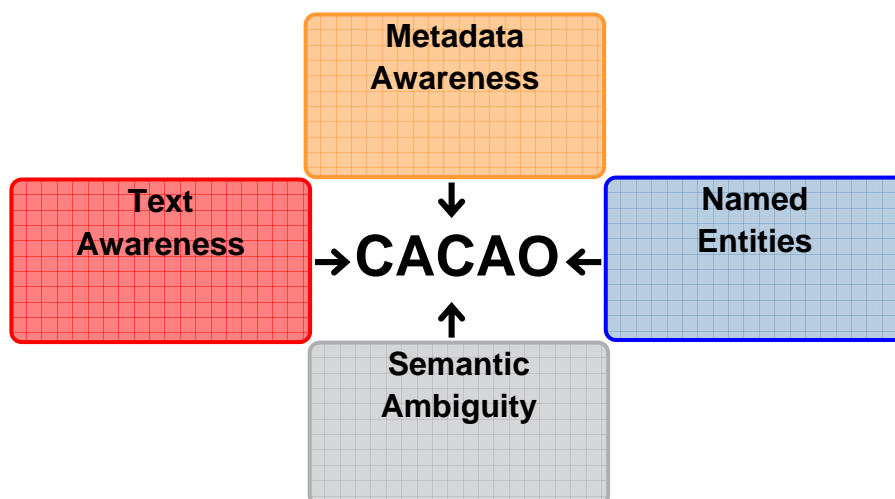 Metadata
Awareness
Text
Awareness
CACAO
Named
Entities
Semantic
Ambiguity